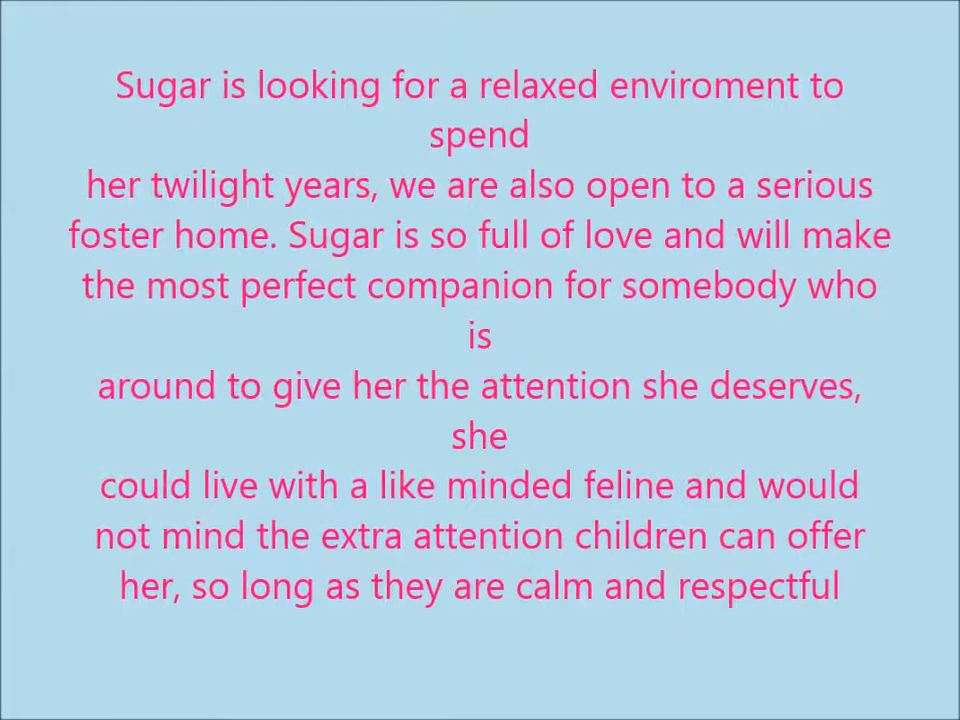 Sugar is looking for a relaxed enviroment to
spend
her twilight years, we are also open to a serious
foster home. Sugar is so full of love and will make
the most perfect companion for somebody who
is
around to give her the attention she deserves,
she
could live with a like minded feline and would
not mind the extra attention children can offer
her, so long as they are calm and respectful